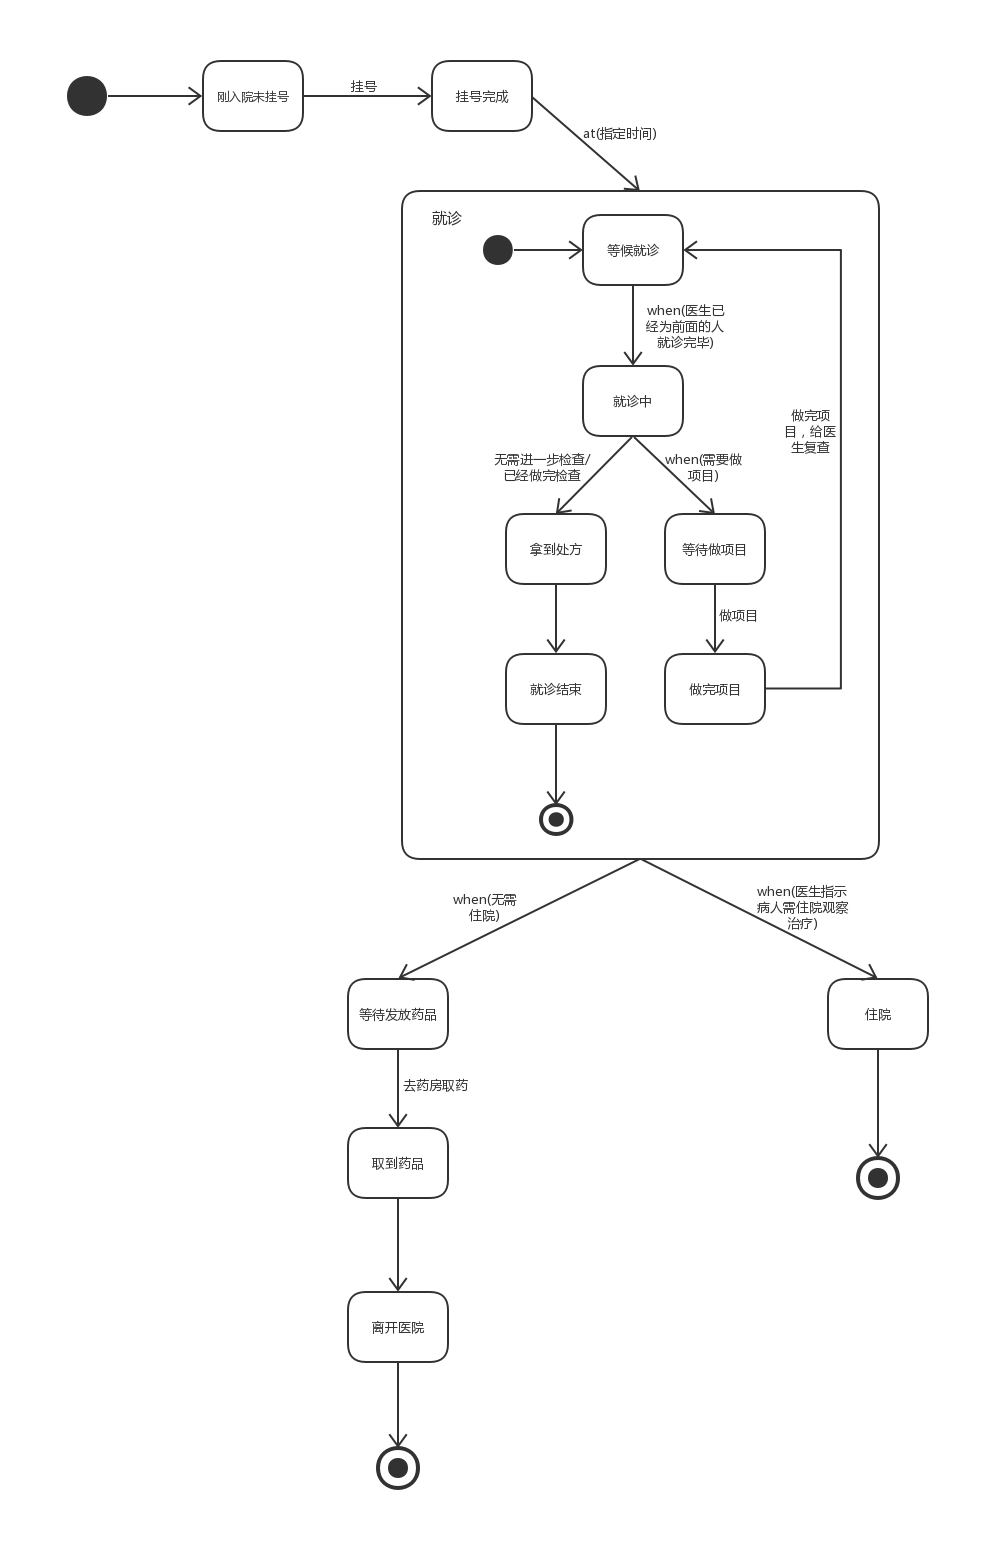 刚入院未挂号
挂号
挂号完成
at(指定时间)
就诊
等候就诊
when(医生已
经为前面的人
就诊完毕)
就诊中
做完项
目，给医
生复查
无需进一步检查/
已经做完检查
when(需要做
项目)
拿到处方
等待做项目
做项目
就诊结束
做完项目
when(无需
住院)
when(医生指示
病人需住院观察
治疗)
等待发放药品
住院
去药房取药
取到药品
离开医院